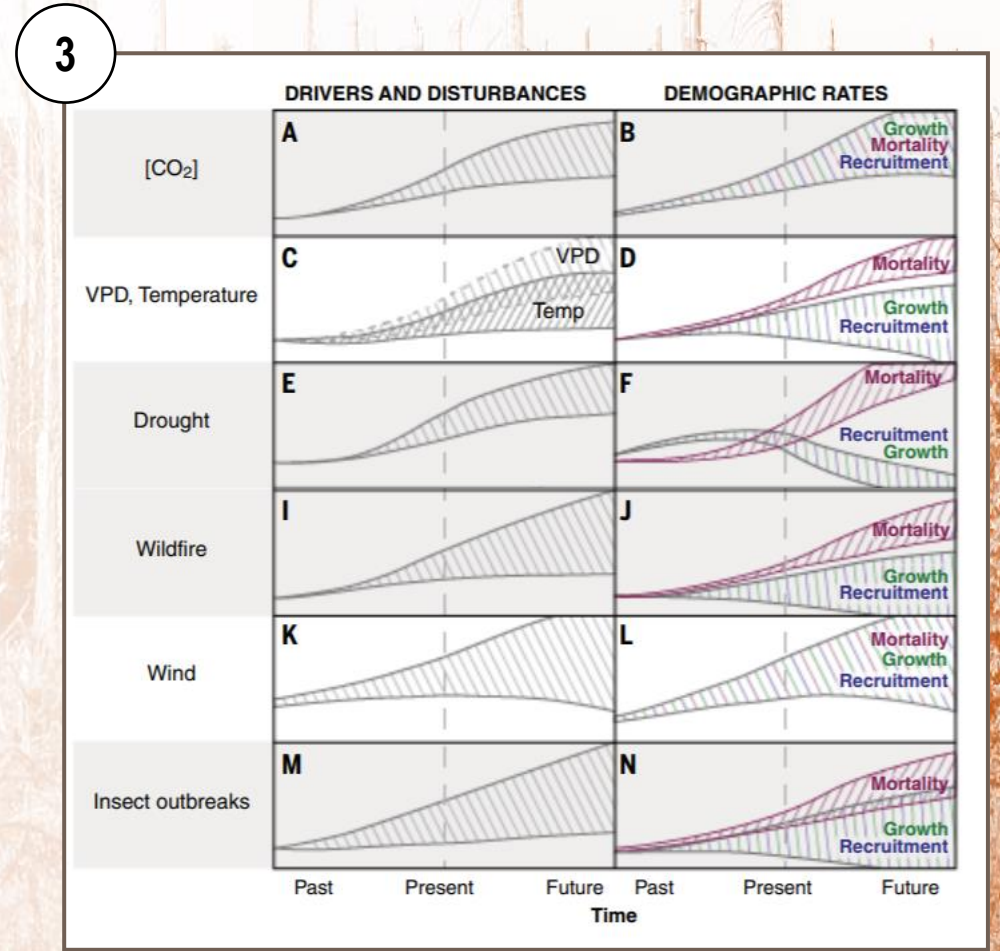 3
DRIVERS AND DISTURBANCES
DEMOGRAPHIC RATES
[CO2]
A
B
Growth
Mortality
Recruitment
VPD, Temperature
C
VPD
Temp
D
Mortality
Growth
Recruitment
Drought
E
F
Mortality
Recruitment
Growth
Wildfire
I
J
Mortality
Growth
Recruitment
Wind
K
L
Mortality
Growth
Recruitment
Insect outbreaks
M
N
Mortality
Growth
Recruitment
Past Present Future Past Present Future
Time